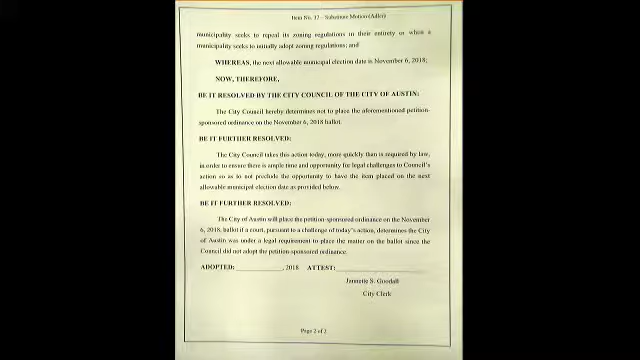 Item No. 17 – Substitute Motion (Adler)
municipality seeks to repeal its zoning regulations in their entirety or when a
municipality seeks to initially adopt zoning regulations; and
WHEREAS, the next allowable municipal election date is November 6, 2018;
NOW, THEREFORE,
BE IT RESOLVED BY THE CITY COUNCIL OF THE CITY OF AUSTIN:
The City Council hereby determines not to place the aforementioned petition-
sponsored ordinance on the November 6, 2018 ballot.
BE IT FURTHER RESOLVED:
The City Council takes this action today, more quickly than is required by law,
in order to ensure there is ample time and opportunity for legal challenges to Council's
action so as to not preclude the opportunity to have the item placed on the next
allowable municipal election date as provided below.
BE IT FURTHER RESOLVED:
The City of Austin will place the petition-sponsored ordinance on the November
6, 2018, ballot if a court, pursuant to a challenge of today's action, determines the City
of Austin was under a legal requirement to place the matter on the ballot since the
Council did not adopt the petition-sponsored ordinance.
ADOPTED: ____________, 2018 ATTEST: ____________
Jannette S. Goodall
City Clerk
Page 2 of 2